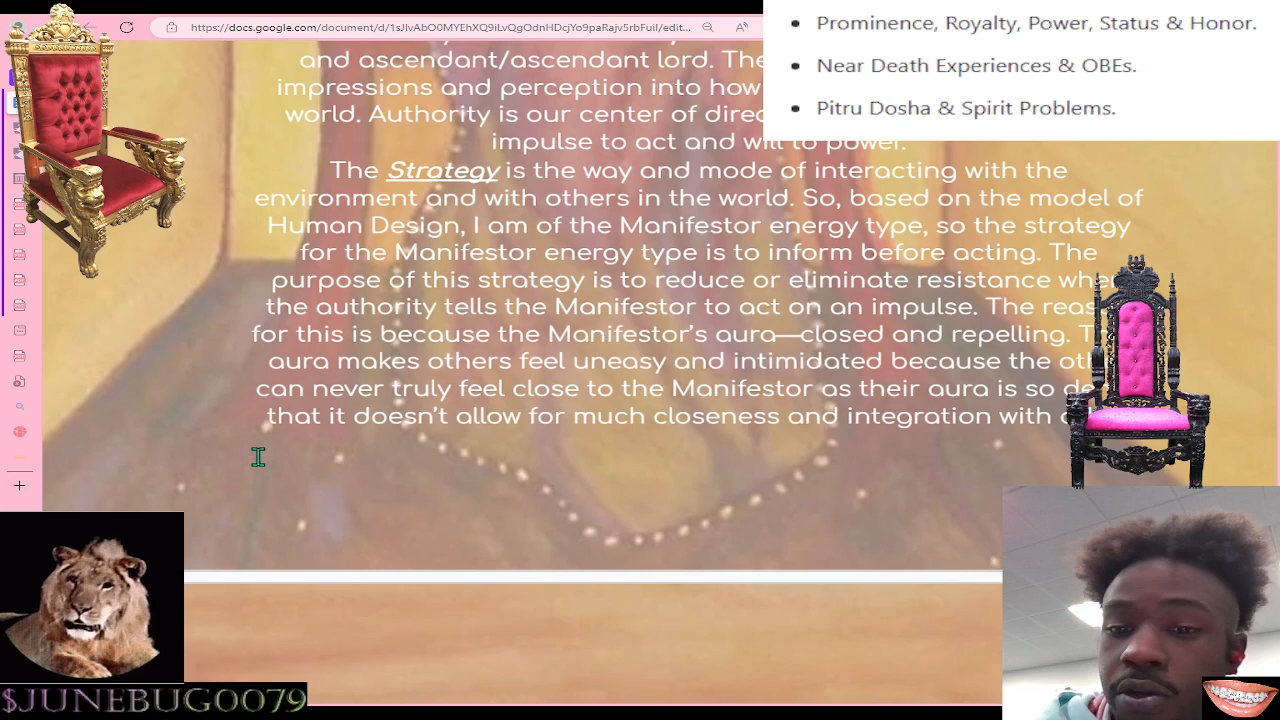 https://docs.google.com/document/d/1sJlvAbO0MYEhXQ9iLvQgOdnHDcjYo9paRajv5rbFuiI/edit...
Prominence, Royalty, Power, Status & Honor.
Near Death Experiences & OBEs.
Pitru Dosha & Spirit Problems.
and ascendant/ascendant lord. The
impressions and perception into how
world. Authority is our center of
impulse to act and will to power.
The Strategy is the way and mode of interacting with the
environment and with others in the world. So, based on the model of
Human Design, I am of the Manifestor energy type, so the strategy
for the Manifestor energy type is to inform before acting. The
purpose of this strategy is to reduce or eliminate resistance when
the authority tells the Manifestor to act on an impulse. The
for this is because the Manifestor's aura—closed and repelling.
aura makes others feel uneasy and intimidated because the
can never truly feel close to the Manifestor as their aura is so
that it doesn't allow for much closeness and integration with
$JUNEBUG0079